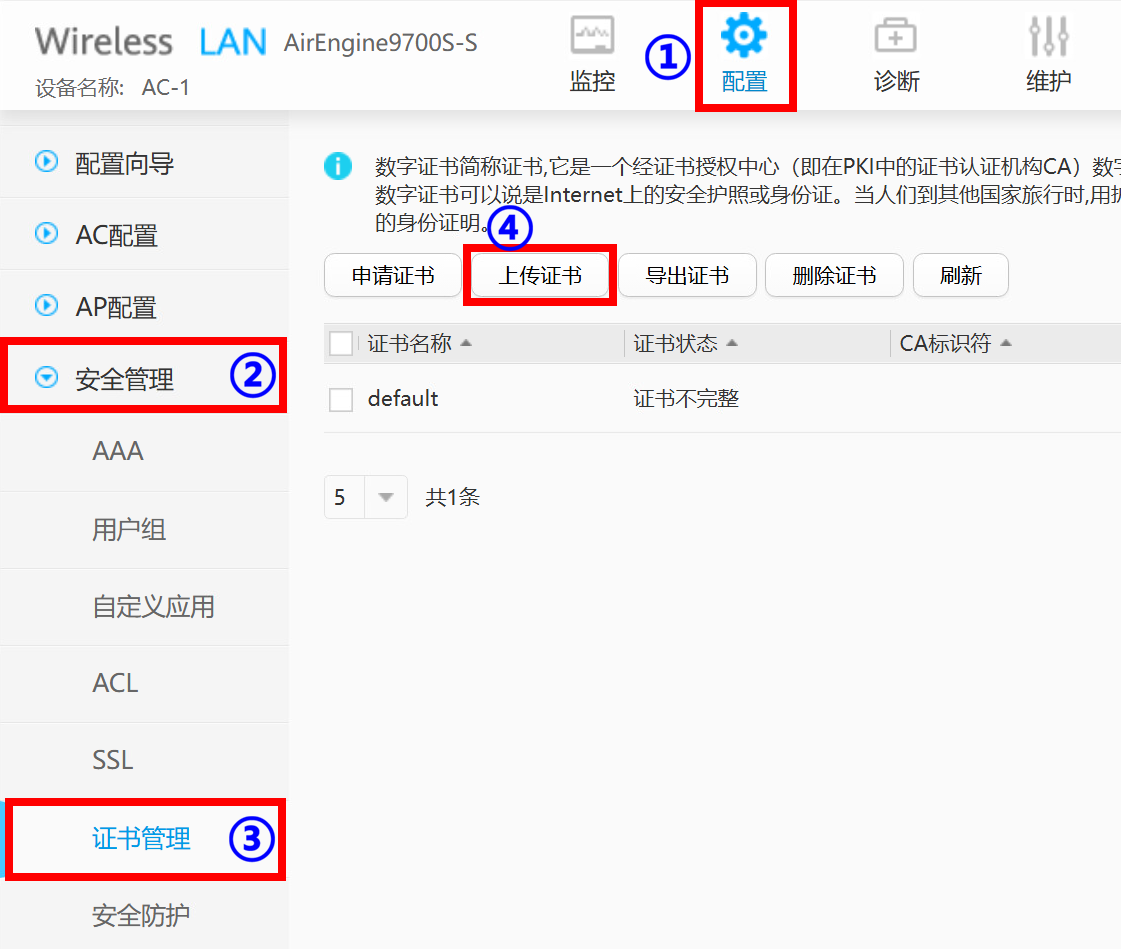 Wireless LAN AirEngine9700S-S
设备名称: AC-1
监控
①
配置
诊断
维护
配置向导
AC配置
AP配置
安全管理 ②
AAA
用户组
自定义应用
ACL
SSL
证书管理 ③
安全防护
数字证书简称证书,它是一个经证书授权中心（即在PKI中的证书认证机构CA）数字
数字证书可以说是Internet上的安全护照或身份证。当人们到其他国家旅行时,用护
的身份证明。
④
申请证书 上传证书 导出证书 删除证书 刷新
证书名称 证书状态 CA标识符
default 证书不完整
5 共1条